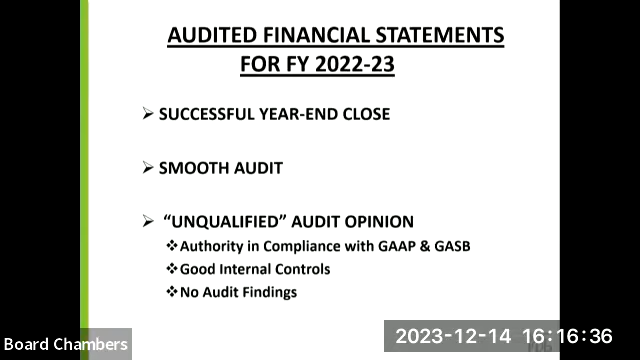 AUDITED FINANCIAL STATEMENTS
FOR FY 2022-23
SUCCESSFUL YEAR-END CLOSE
SMOOTH AUDIT
“UNQUALIFIED” AUDIT OPINION
Authority in Compliance with GAAP & GASB
Good Internal Controls
No Audit Findings
Board Chambers
2023-12-14 16:16:36